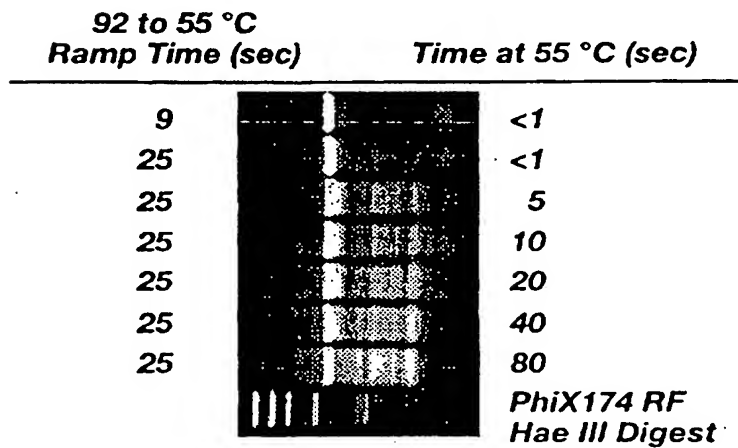 92 to 55 °C
Ramp Time (sec) Time at 55 °C (sec)
9 <1
25 <1
25 5
25 10
25 20
25 40
25 80
PhiX174 RF
Hae III Digest